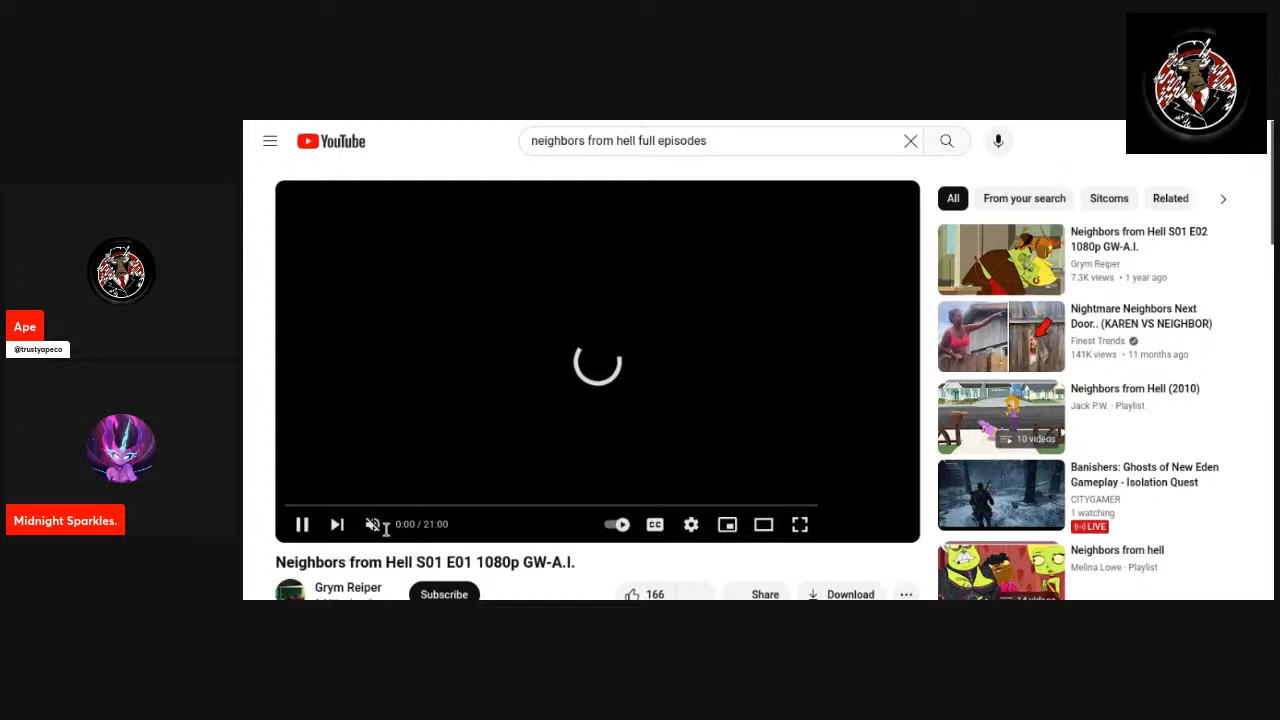 YouTube
neighbors from hell full episodes
All
From your search
Sitcoms
Related
Neighbors from Hell S01 E02
1080p GW-A.I.
Grym Reiper
7.3K views • 1 year ago
Nightmare Neighbors Next
Door.. (KAREN VS NEIGHBOR)
Finest Trends
141K views • 11 months ago
Neighbors from Hell (2010)
Jack P.W. · Playlist
10 videos
Banishers: Ghosts of New Eden
Gameplay - Isolation Quest
CITYGAMER
1 watching
LIVE
Neighbors from hell
Melina Lowe · Playlist
Ape
@trustyapeco
Midnight Sparkles.
0:00 / 21:00
CC
Neighbors from Hell S01 E01 1080p GW-A.I.
Grym Reiper
Subscribe
166
Share
Download